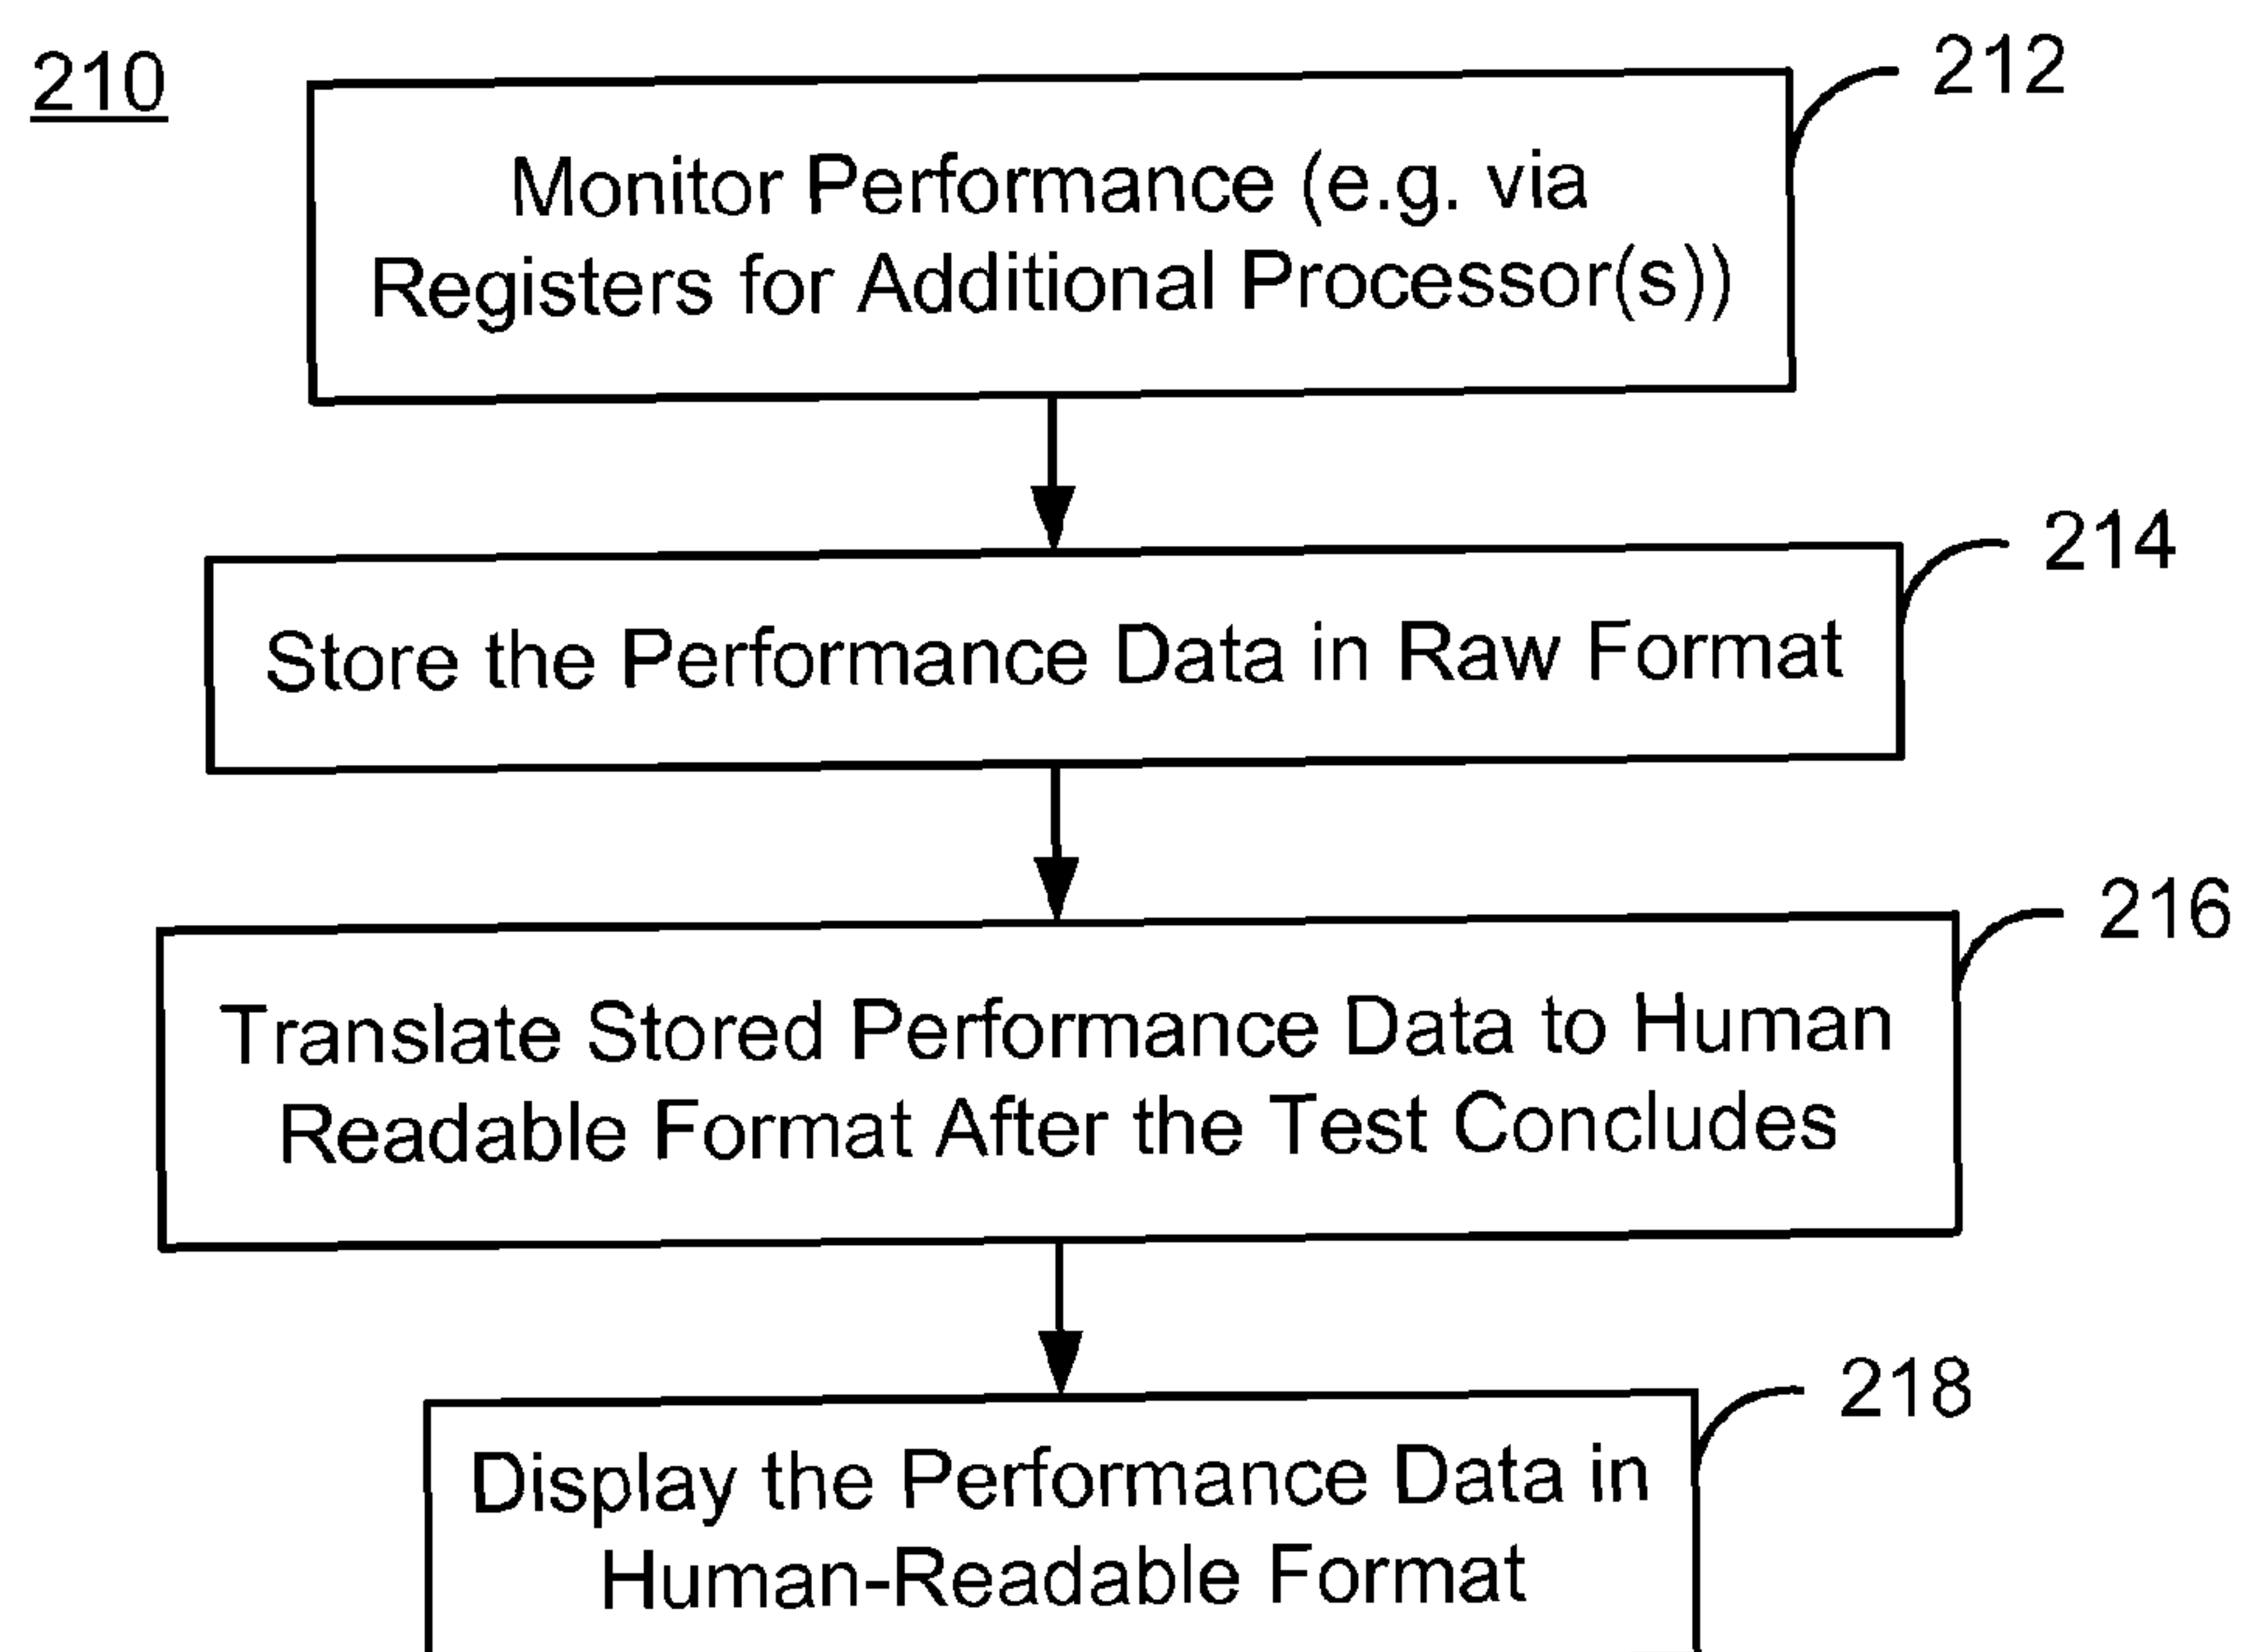 210
212
Monitor Performance (e.g. via
Registers for Additional Processor(s))
214
Store the Performance Data in Raw Format
216
Translate Stored Performance Data to Human
Readable Format After the Test Concludes
218
Display the Performance Data in
Human-Readable Format